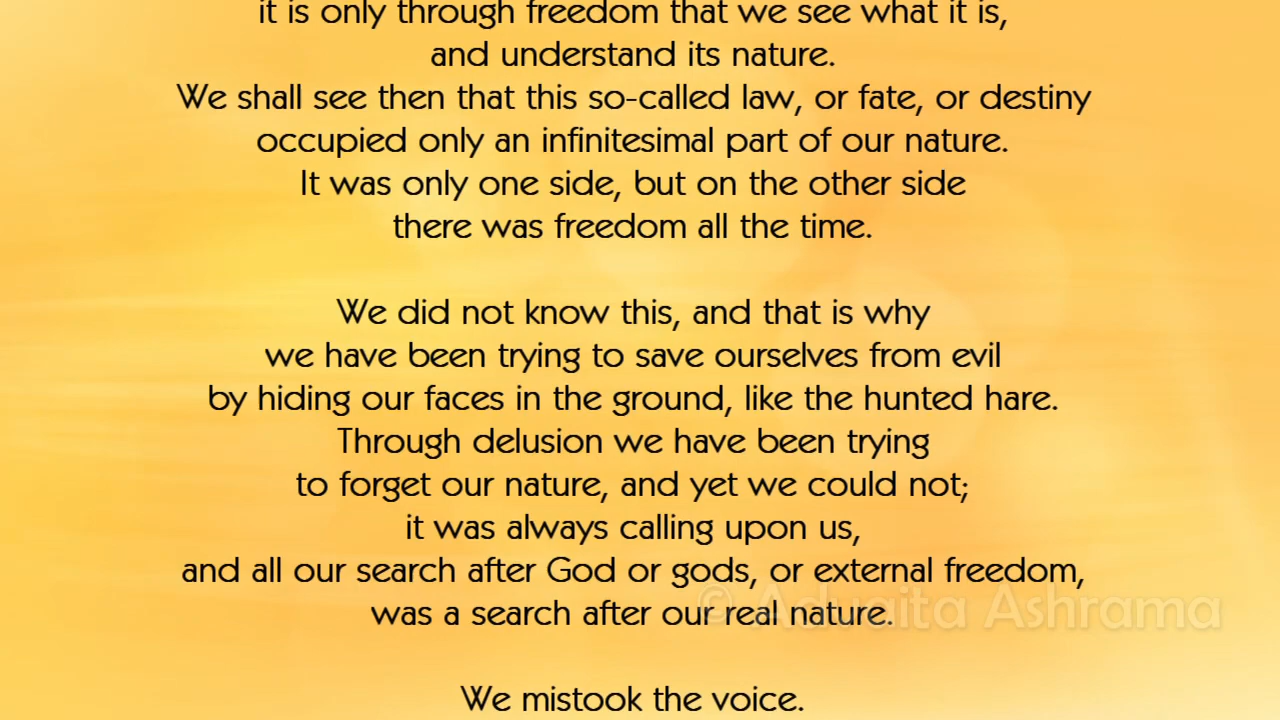 it is only through freedom that we see what it is,
and understand its nature.
We shall see then that this so-called law, or fate, or destiny
occupied only an infinitesimal part of our nature.
It was only one side, but on the other side
there was freedom all the time.
We did not know this, and that is why
we have been trying to save ourselves from evil
by hiding our faces in the ground, like the hunted hare.
Through delusion we have been trying
to forget our nature, and yet we could not;
it was always calling upon us,
and all our search after God or gods, or external freedom,
was a search after our real nature.
© Advaita Ashrama
We mistook the voice.